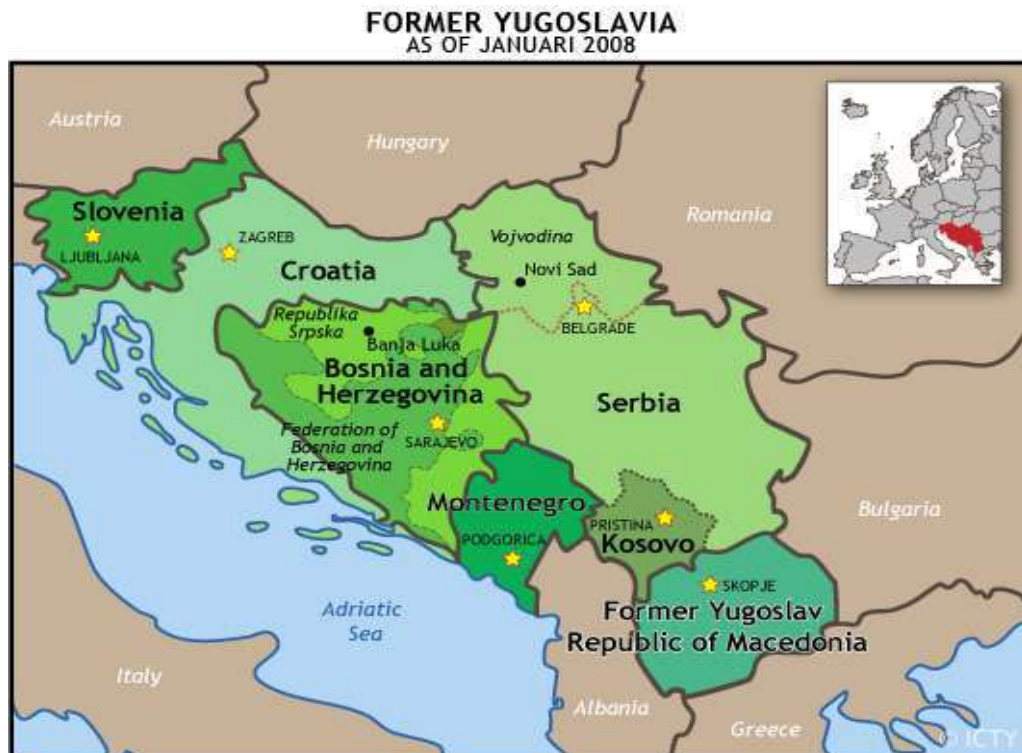 FORMER YUGOSLAVIA
AS OF JANUARI 2008
Austria
Hungary
Romania
Slovenia
LJUBLJANA
ZAGREB
Croatia
Vojvodina
Novi Sad
BELGRADE
Republika
Srpska
Banja Luka
Bosnia and
Herzegovina
Serbia
Federation of
Bosnia and
Herzegovina
SARAJEVO
Montenegro
PODGORICA
PRISTINA
Kosovo
Bulgaria
SKOPJE
Former Yugoslav
Republic of Macedonia
Adriatic
Sea
Italy
Albania
Greece
© ICTY